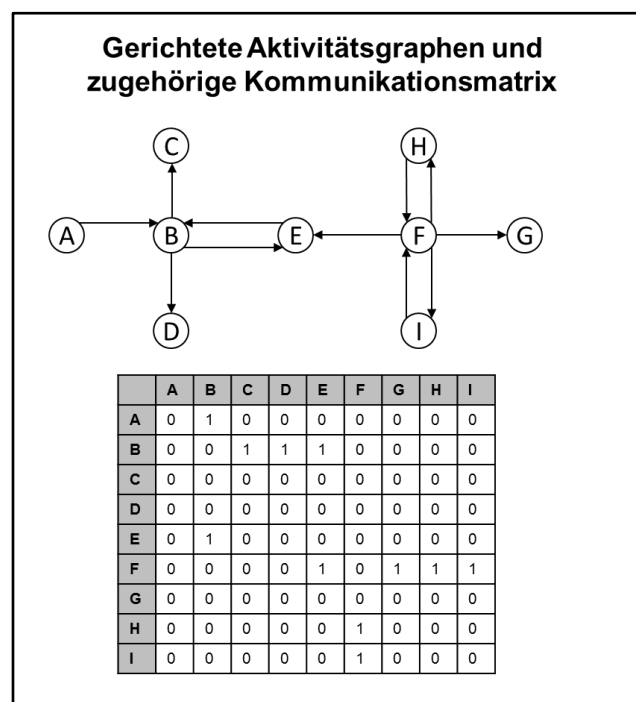 Gerichtete Aktivitätsgraphen und
zugehörige Kommunikationsmatrix
C H
A B E F G
D I
A B C D E F G H I
A 0 1 0 0 0 0 0 0 0
B 0 0 1 1 1 0 0 0 0
C 0 0 0 0 0 0 0 0 0
D 0 0 0 0 0 0 0 0 0
E 0 1 0 0 0 0 0 0 0
F 0 0 0 0 1 0 1 1 1
G 0 0 0 0 0 0 0 0 0
H 0 0 0 0 0 1 0 0 0
I 0 0 0 0 0 1 0 0 0